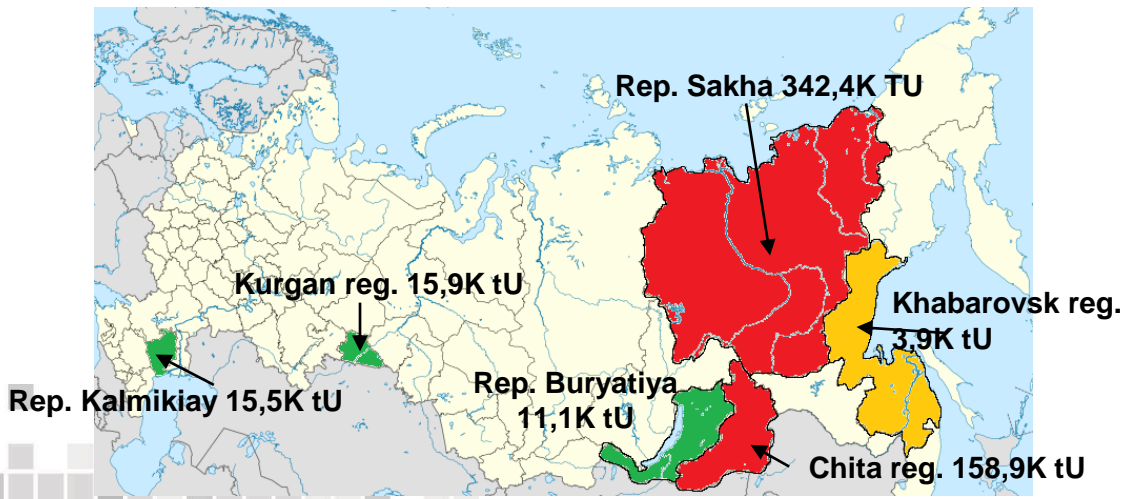 Rep. Sakha 342,4K TU
Kurgan reg. 15,9K tU
Khabarovsk reg.
3,9K tU
Rep. Buryatiya
11,1K tU
Rep. Kalmikiay 15,5K tU
Chita reg. 158,9K tU